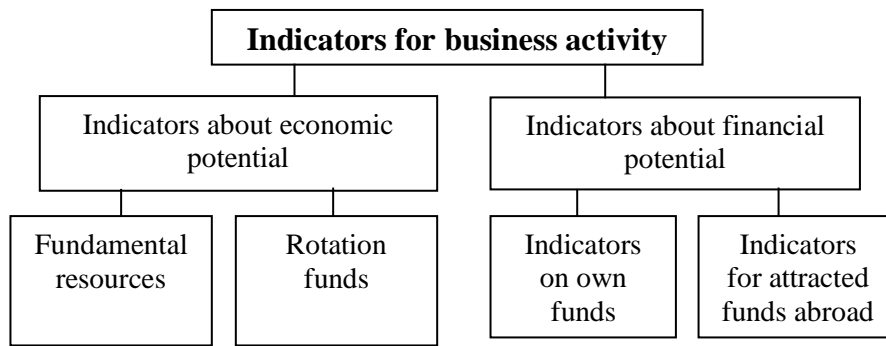 Indicators for business activity
Indicators about economic
potential
Indicators about financial
potential
Fundamental
resources
Rotation
funds
Indicators
on own
funds
Indicators
for attracted
funds abroad